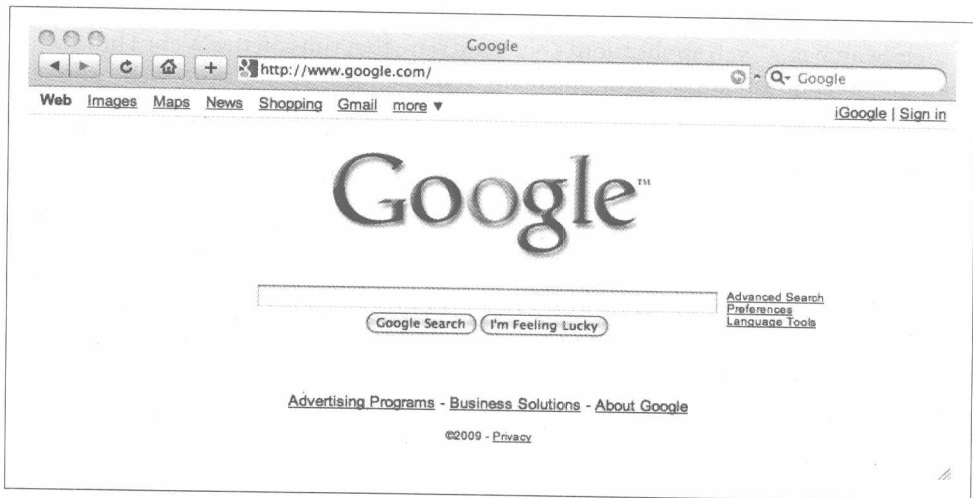 Google
http://www.google.com/
Google
Web Images Maps News Shopping Gmail more ▼
iGoogle | Sign in
Google™
Advanced Search
Preferences
Language Tools
Google Search I'm Feeling Lucky
Advertising Programs - Business Solutions - About Google
©2009 - Privacy